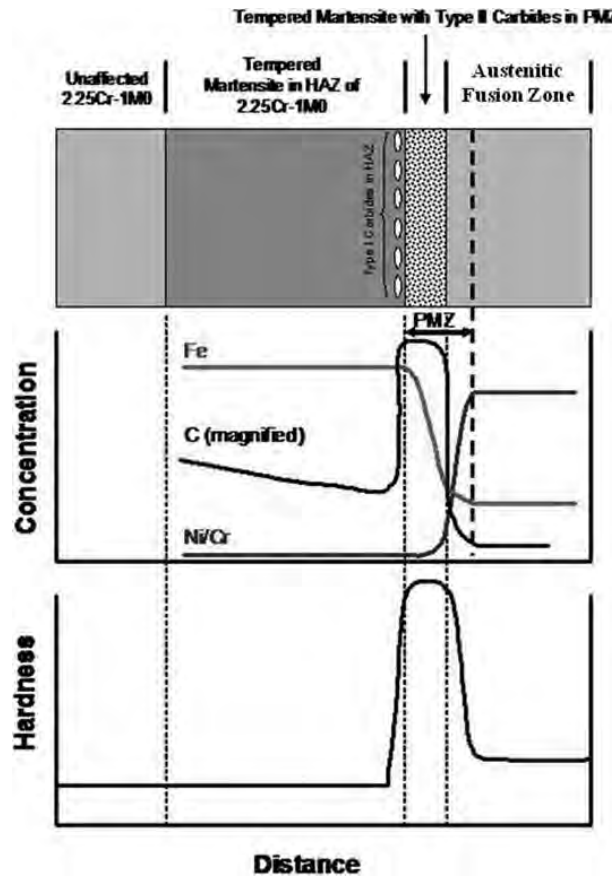 Tempered Martensite with Type II Carbides in PMZ
Unaffected
2.25Cr-1M0
Tempered
Martensite in HAZ of
2.25Cr-1M0
Austenitic
Fusion Zone
Type I Carbides in HAZ
PMZ
Fe
C (magnified)
Ni/Cr
Concentration
Hardness
Distance